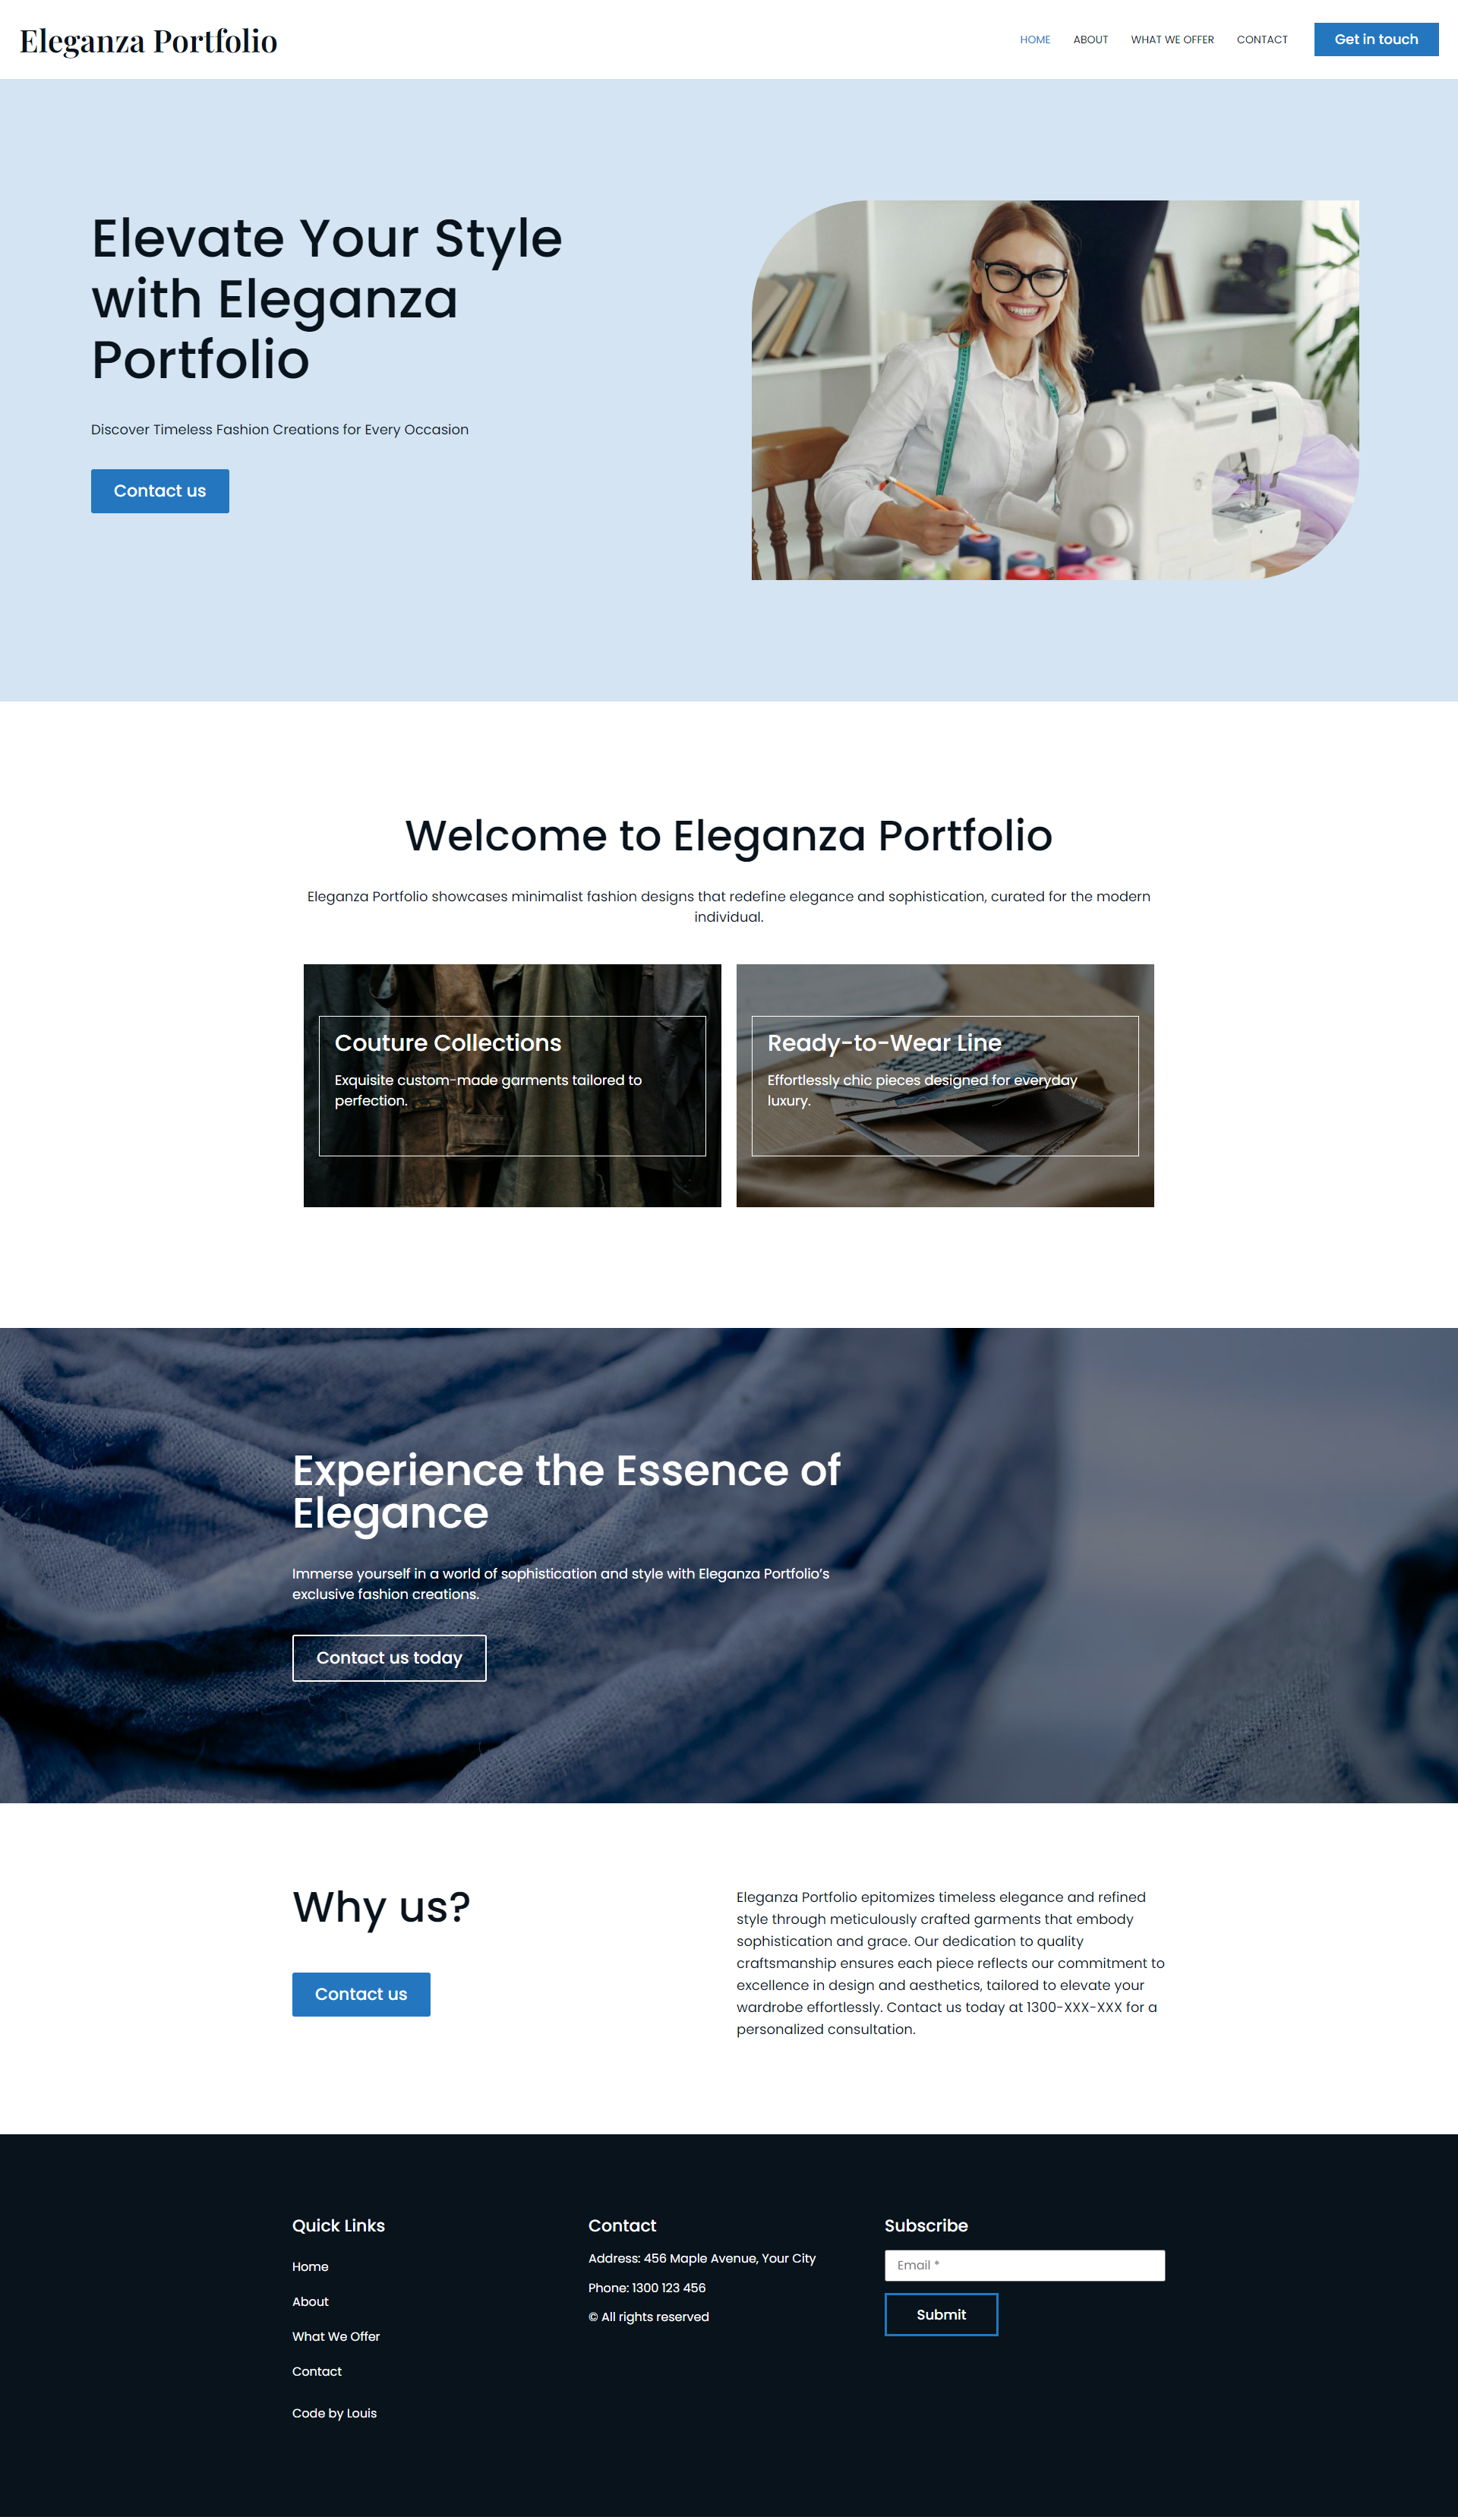 Eleganza Portfolio
HOME ABOUT WHAT WE OFFER CONTACT Get in touch
Elevate Your Style
with Eleganza
Portfolio
Discover Timeless Fashion Creations for Every Occasion
Contact us
Welcome to Eleganza Portfolio
Eleganza Portfolio showcases minimalist fashion designs that redefine elegance and sophistication, curated for the modern
individual.
Couture Collections
Exquisite custom-made garments tailored to
perfection.
Ready-to-Wear Line
Effortlessly chic pieces designed for everyday
luxury.
Experience the Essence of
Elegance
Immerse yourself in a world of sophistication and style with Eleganza Portfolio’s
exclusive fashion creations.
Contact us today
Why us?
Contact us
Eleganza Portfolio epitomizes timeless elegance and refined
style through meticulously crafted garments that embody
sophistication and grace. Our dedication to quality
craftsmanship ensures each piece reflects our commitment to
excellence in design and aesthetics, tailored to elevate your
wardrobe effortlessly. Contact us today at 1300-XXX-XXX for a
personalized consultation.
Quick Links
Home
About
What We Offer
Contact
Code by Louis
Contact
Address: 456 Maple Avenue, Your City
Phone: 1300 123 456
© All rights reserved
Subscribe
Email *
Submit